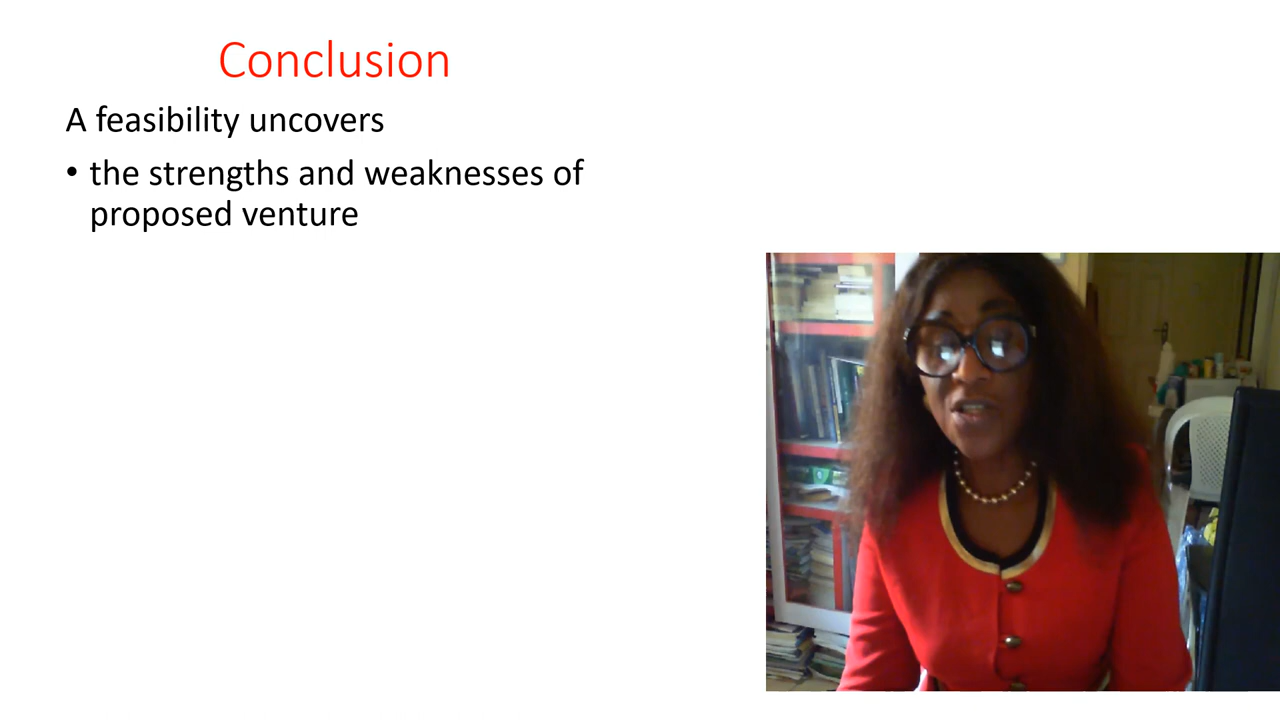 Conclusion
A feasibility uncovers
• the strengths and weaknesses of
proposed venture